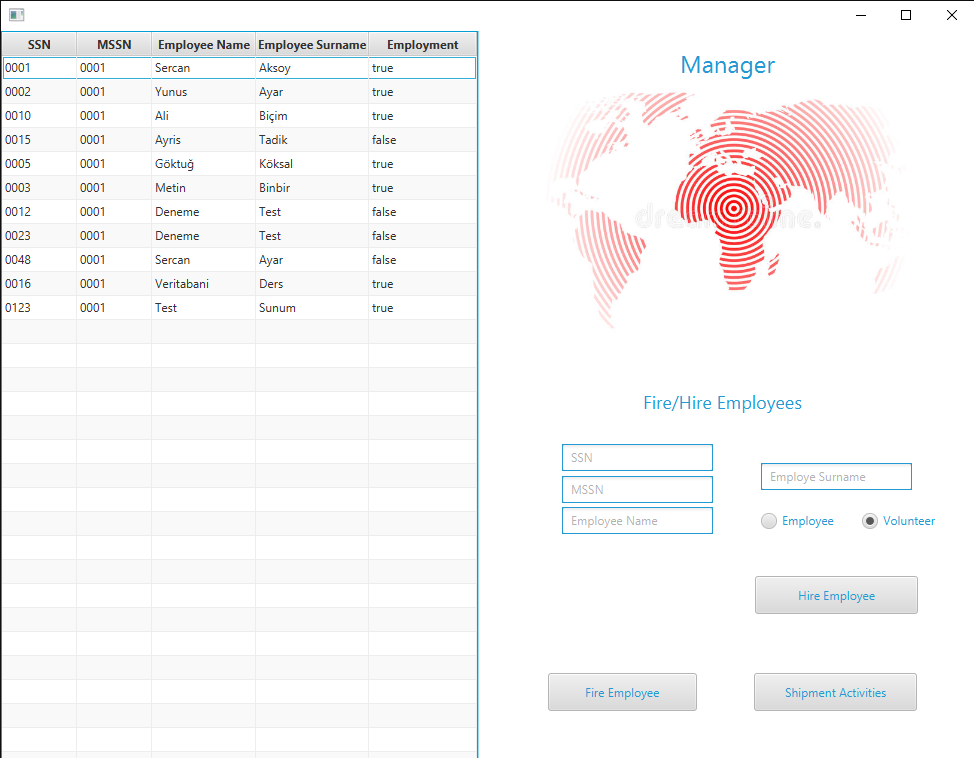 SSN MSSN Employee Name Employee Surname Employment
0001 0001 Sercan Aksoy true
0002 0001 Yunus Ayar true
0010 0001 Ali Biçim true
0015 0001 Ayris Tadik false
0005 0001 Göktuğ Köksal true
0003 0001 Metin Binbir true
0012 0001 Deneme Test false
0023 0001 Deneme Test false
0048 0001 Sercan Ayar false
0016 0001 Veritabani Ders true
0123 0001 Test Sunum true
Manager
Fire/Hire Employees
SSN
MSSN
Employee Name
Employe Surname
Employee Volunteer
Hire Employee
Fire Employee
Shipment Activities